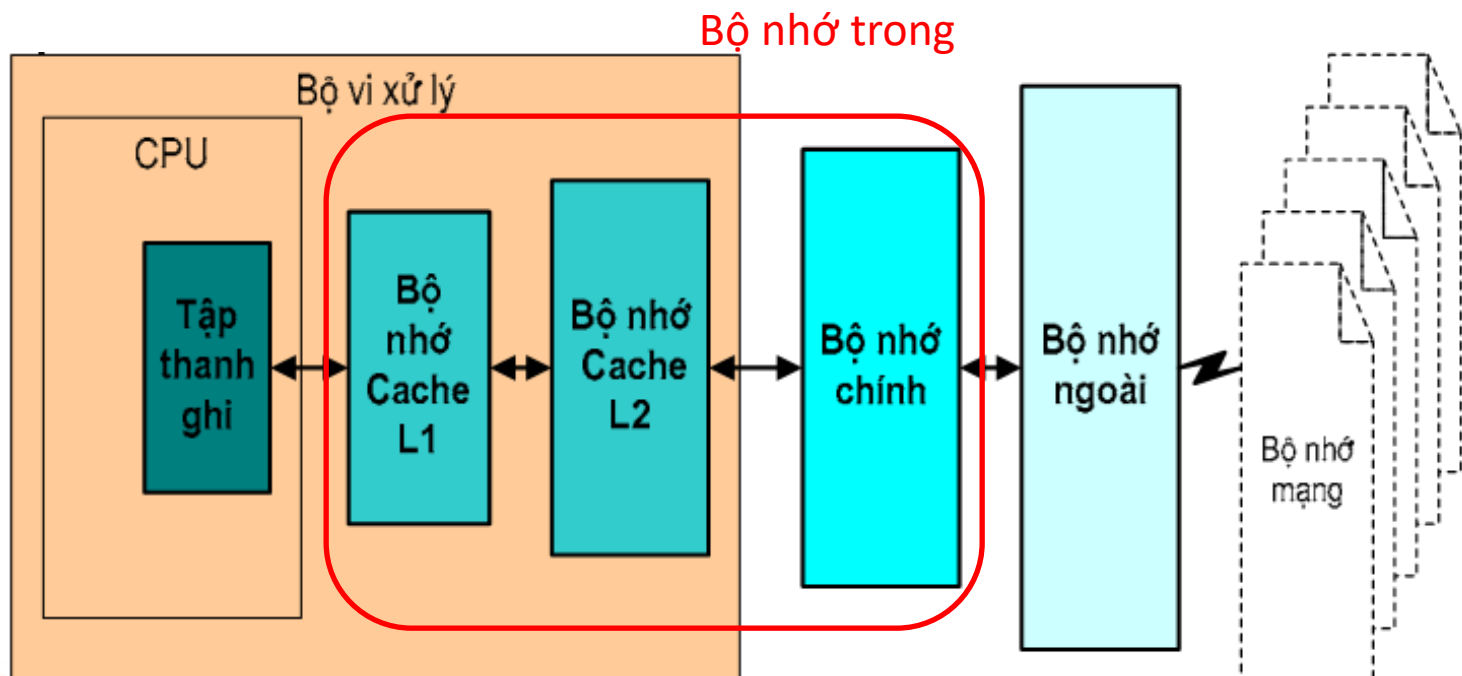 Bộ nhớ trong
Bộ vi xử lý
CPU
Tập
thanh
ghi
Bộ
nhớ
Cache
L1
Bộ nhớ
Cache
L2
Bộ nhớ
chính
Bộ nhớ
ngoài
Bộ nhớ
mạng